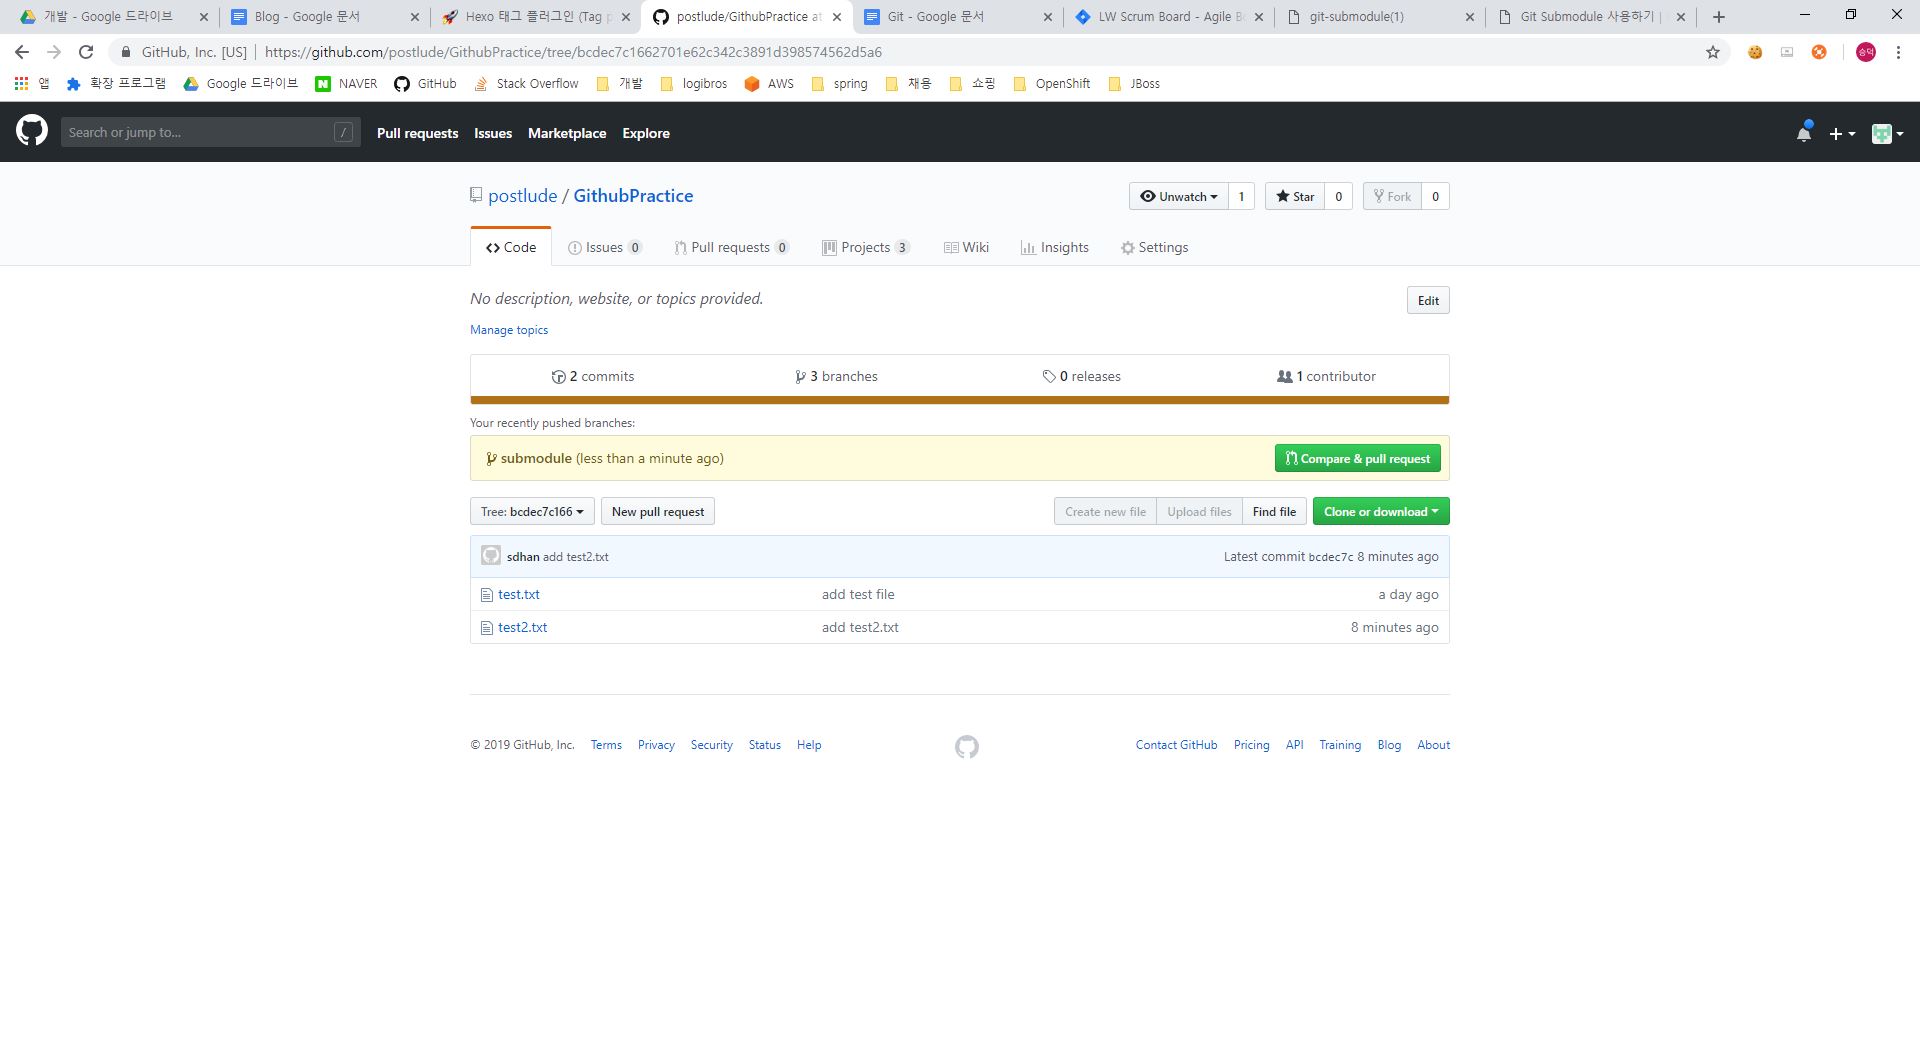 개발 - Google 드라이브
Blog - Google 문서
Hexo 태그 플러그인 (Tag p
postlude/GithubPractice at
Git - Google 문서
LW Scrum Board - Agile Bo
git-submodule(1)
Git Submodule 사용하기 |
GitHub, Inc. [US] | https://github.com/postlude/GithubPractice/tree/bcdec7c1662701e62c342c3891d398574562d5a6
승덕
앱 확장 프로그램 Google 드라이브 NAVER GitHub Stack Overflow 개발 logibros AWS spring 채용 쇼핑 OpenShift JBoss
Search or jump to... / Pull requests Issues Marketplace Explore
postlude / GithubPractice
Unwatch 1 Star 0 Fork 0
Code Issues 0 Pull requests 0 Projects 3 Wiki Insights Settings
No description, website, or topics provided. Edit
Manage topics
2 commits 3 branches 0 releases 1 contributor
Your recently pushed branches:
submodule (less than a minute ago) Compare & pull request
Tree: bcdec7c166 New pull request Create new file Upload files Find file Clone or download
sdhan add test2.txt Latest commit bcdec7c 8 minutes ago
test.txt add test file a day ago
test2.txt add test2.txt 8 minutes ago
© 2019 GitHub, Inc. Terms Privacy Security Status Help Contact GitHub Pricing API Training Blog About